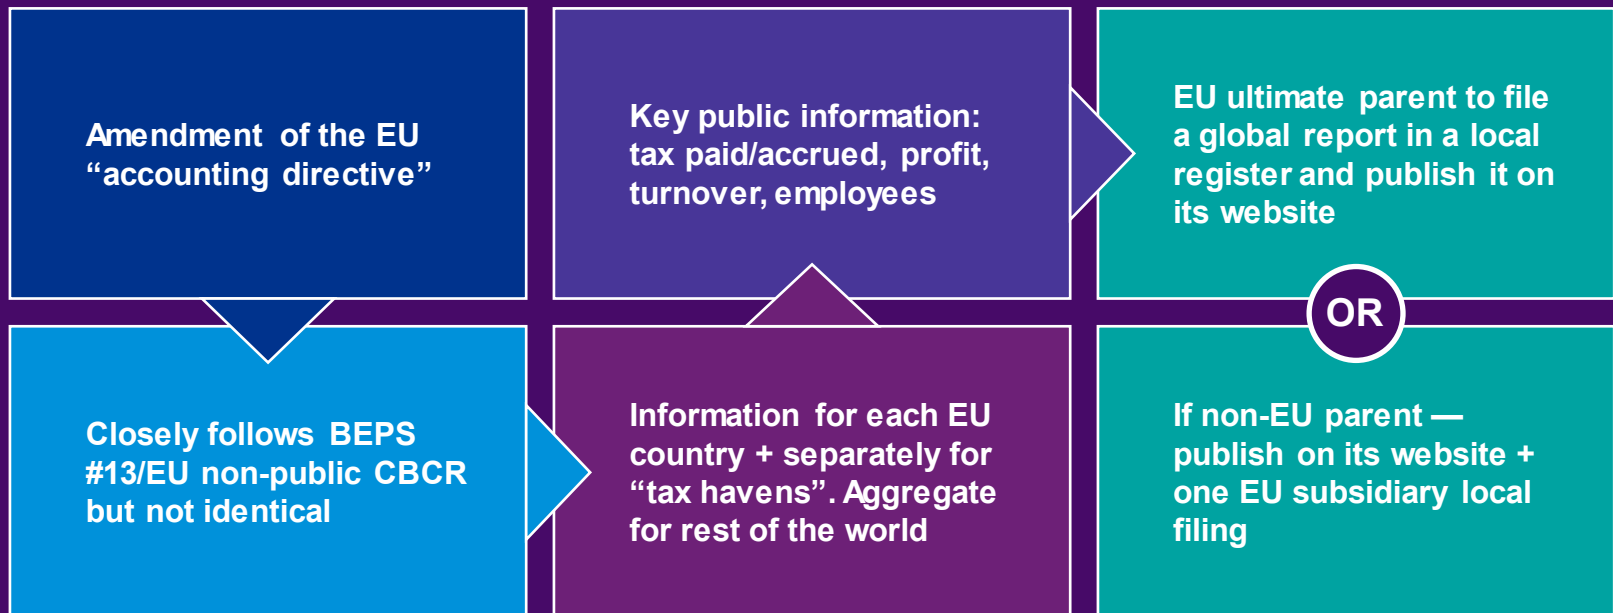 Amendment of the EU
“accounting directive”
Closely follows BEPS
#13/EU non-public CBCR
but not identical
Information for each EU
country + separately for
“tax havens”. Aggregate
for rest of the world
Key public information:
tax paid/accrued, profit,
turnover, employees
EU ultimate parent to file
a global report in a local
register and publish it on
its website
OR
If non-EU parent —
publish on its website +
one EU subsidiary local
filing